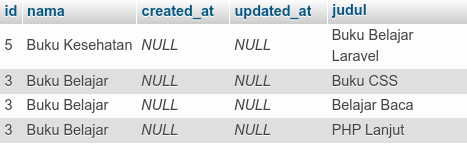 id nama created_at updated_at judul
5 Buku Kesehatan NULL NULL Buku Belajar
Laravel
3 Buku Belajar NULL NULL Buku CSS
3 Buku Belajar NULL NULL Belajar Baca
3 Buku Belajar NULL NULL PHP Lanjut